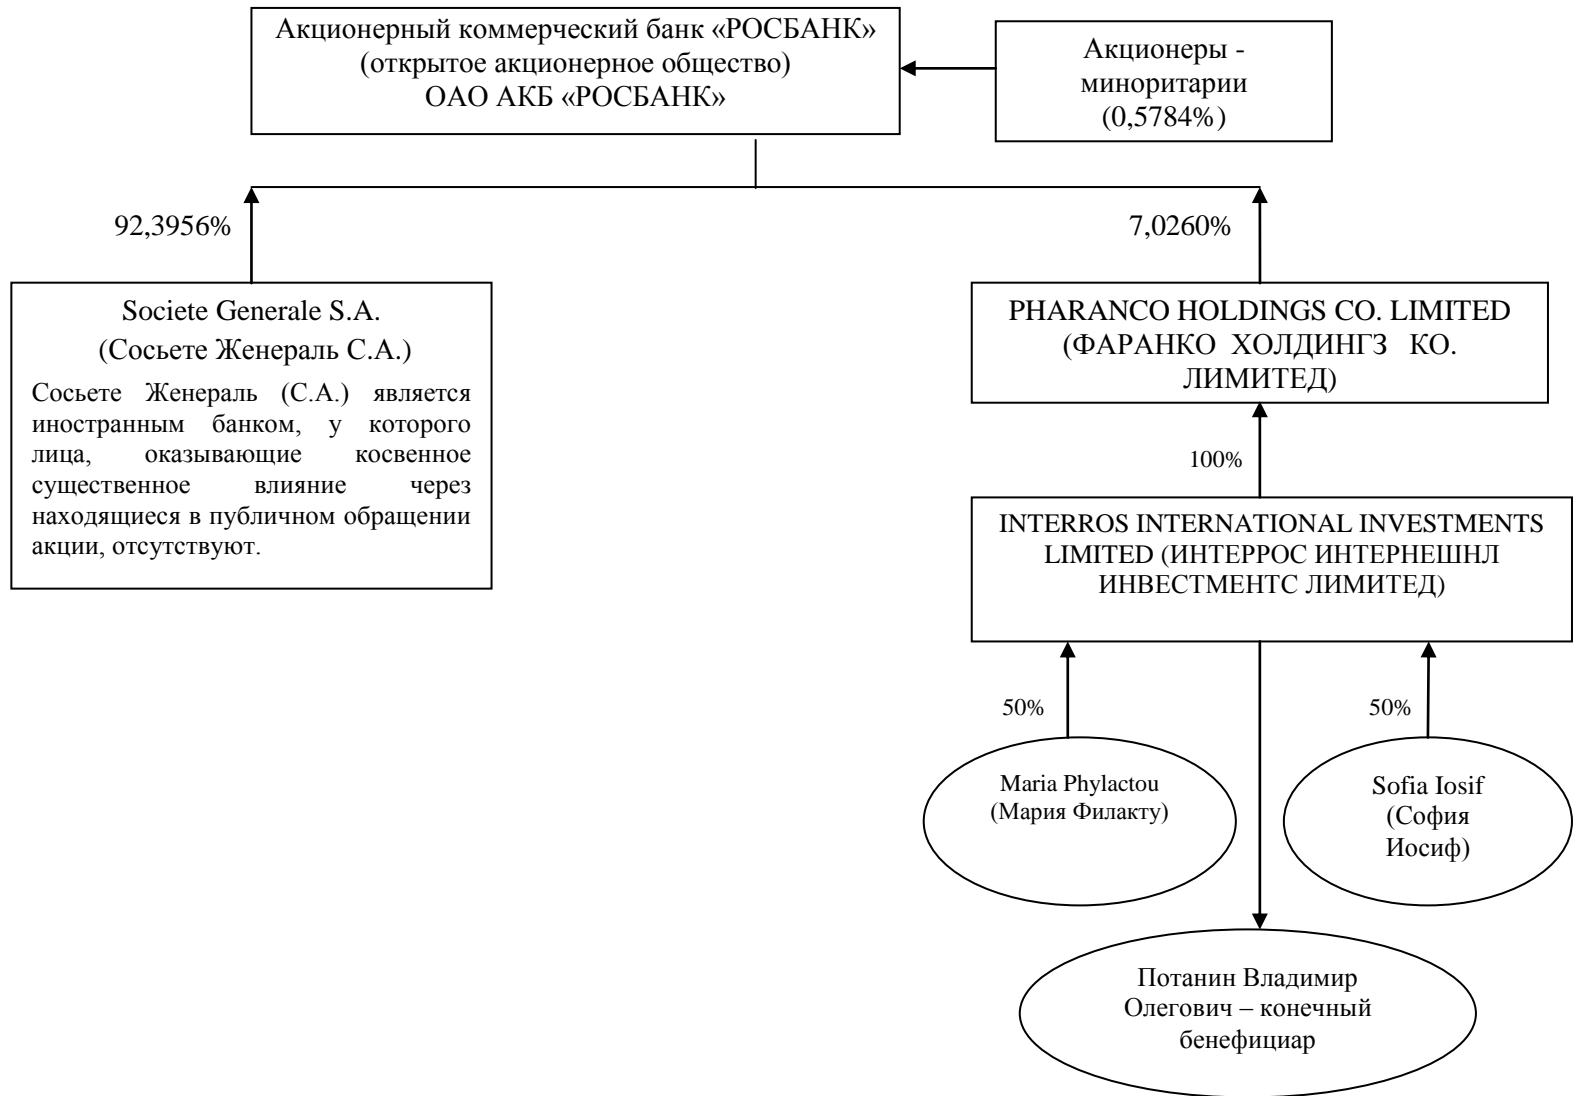 Акционерный коммерческий банк «РОСБАНК»
(открытое акционерное общество)
ОАО АКБ «РОСБАНК»
Акционеры -
миноритарии
(0,5784%)
92,3956%
7,0260%
Societe Generale S.A.
(Сосьете Женераль С.А.)
Сосьете Женераль (С.А.) является
иностранным банком, у которого
лица, оказывающие косвенное
существенное влияние через
находящиеся в публичном обращении
акции, отсутствуют.
PHARANCO HOLDINGS CO. LIMITED
(ФАРАНКО ХОЛДИНГЗ КО.
ЛИМИТЕД)
100%
INTERROS INTERNATIONAL INVESTMENTS
LIMITED (ИНТЕРРОС ИНТЕРНЕШНЛ
ИНВЕСТМЕНТС ЛИМИТЕД)
50%
50%
Maria Phylactou
(Мария Филакту)
Sofia Iosif
(София
Иосиф)
Потанин Владимир
Олегович – конечный
бенефициар